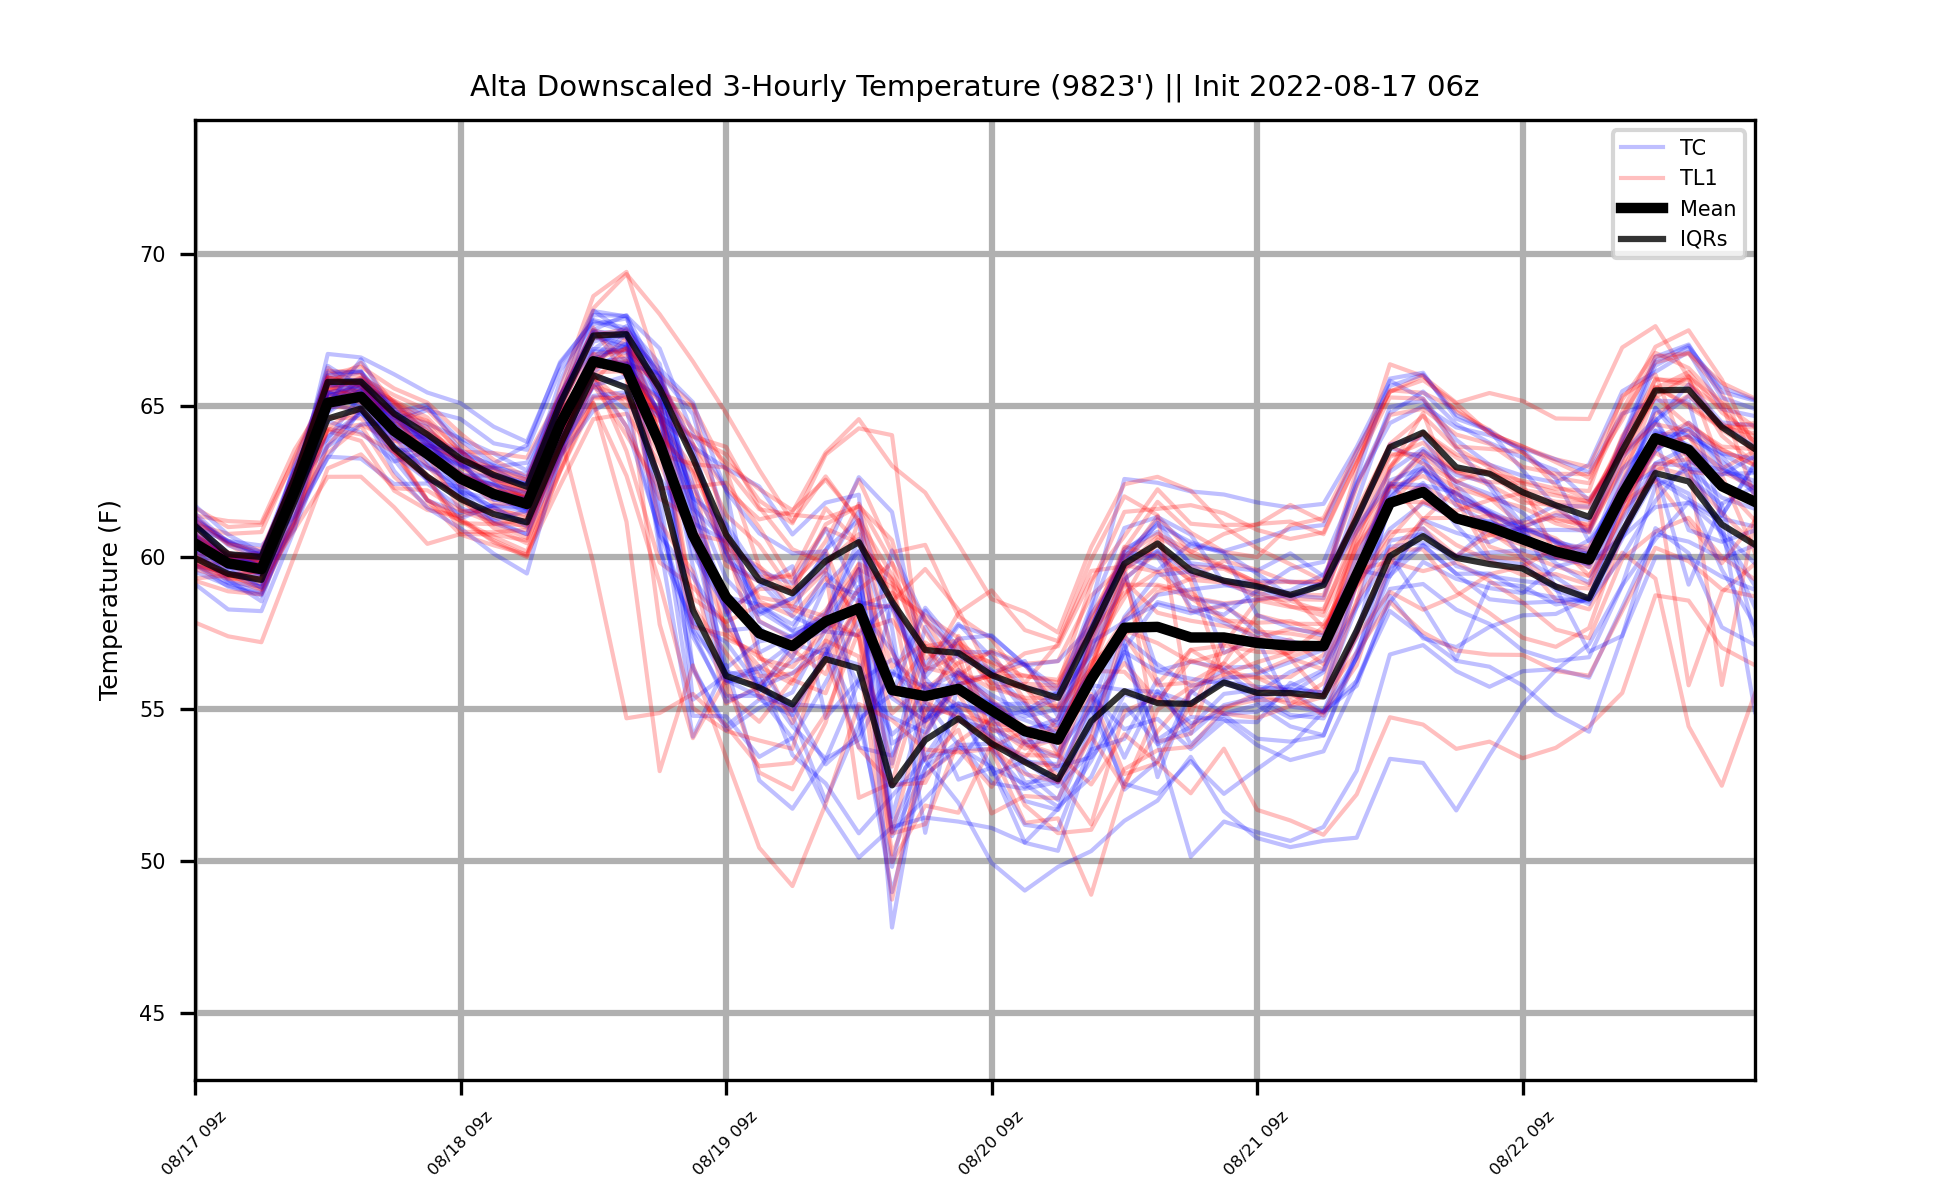 Alta Downscaled 3-Hourly Temperature (9823') || Init 2022-08-17 06z
TC
TL1
Mean
IQRs
Temperature (F)
70
65
60
55
50
45
08/17 09z
08/18 09z
08/19 09z
08/20 09z
08/21 09z
08/22 09z